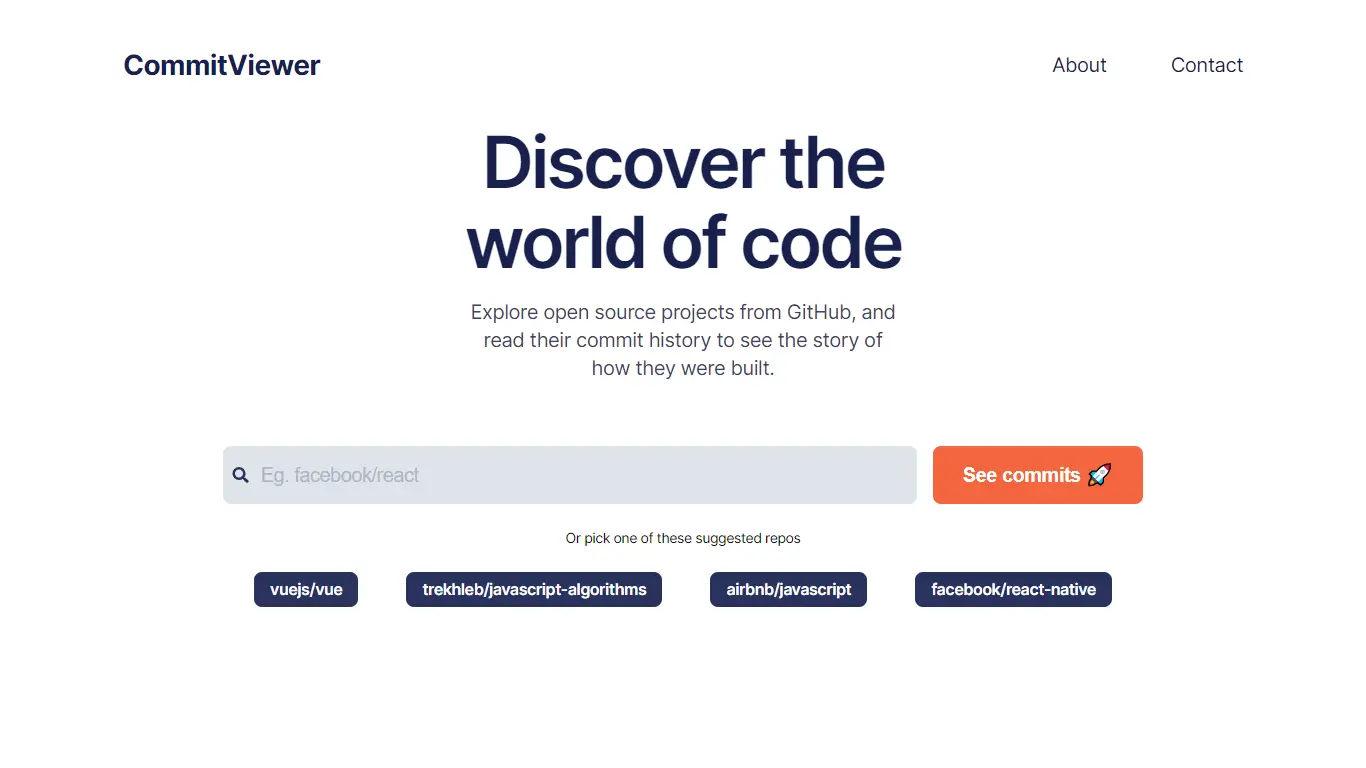 CommitViewer
About
Contact
Discover the
world of code
Explore open source projects from GitHub, and
read their commit history to see the story of
how they were built.
Eg. facebook/react
See commits 🚀
Or pick one of these suggested repos
vuejs/vue
trekhleb/javascript-algorithms
airbnb/javascript
facebook/react-native